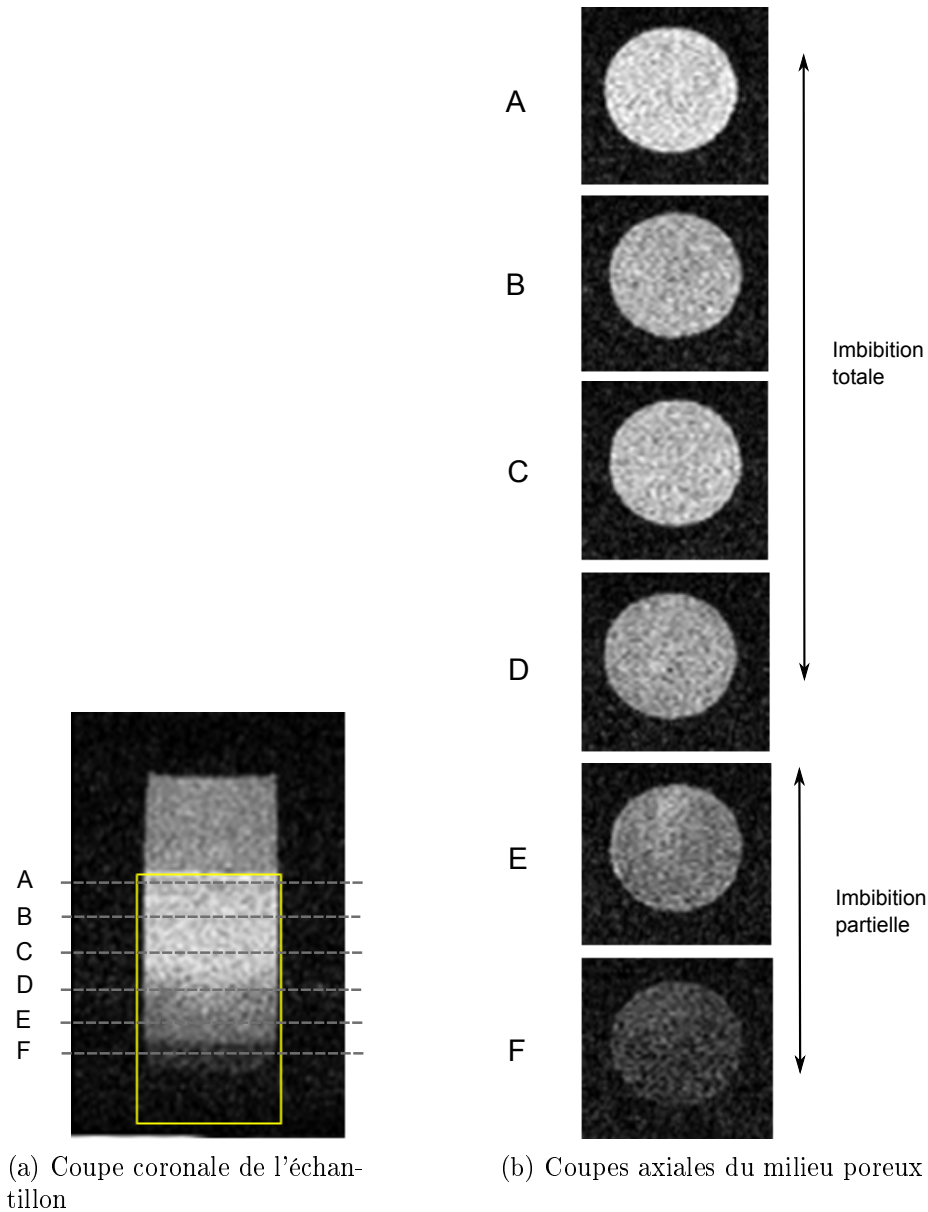 A
B
C
D
E
F
Imbibition
totale
Imbibition
partielle
A
B
C
D
E
F
(a) Coupe coronale de l'échan-
tillon
(b) Coupes axiales du milieu poreux